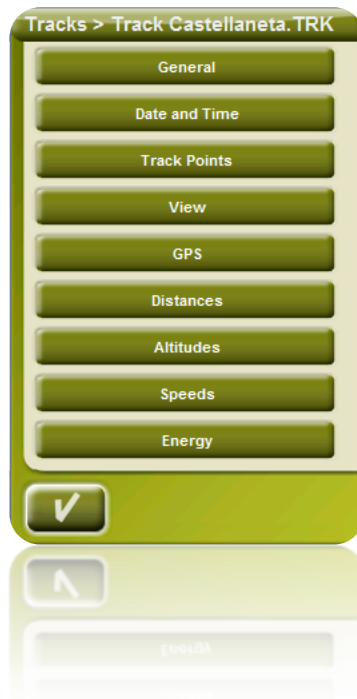 Tracks > Track Castellaneta.TRK
General
Date and Time
Track Points
View
GPS
Distances
Altitudes
Speeds
Energy